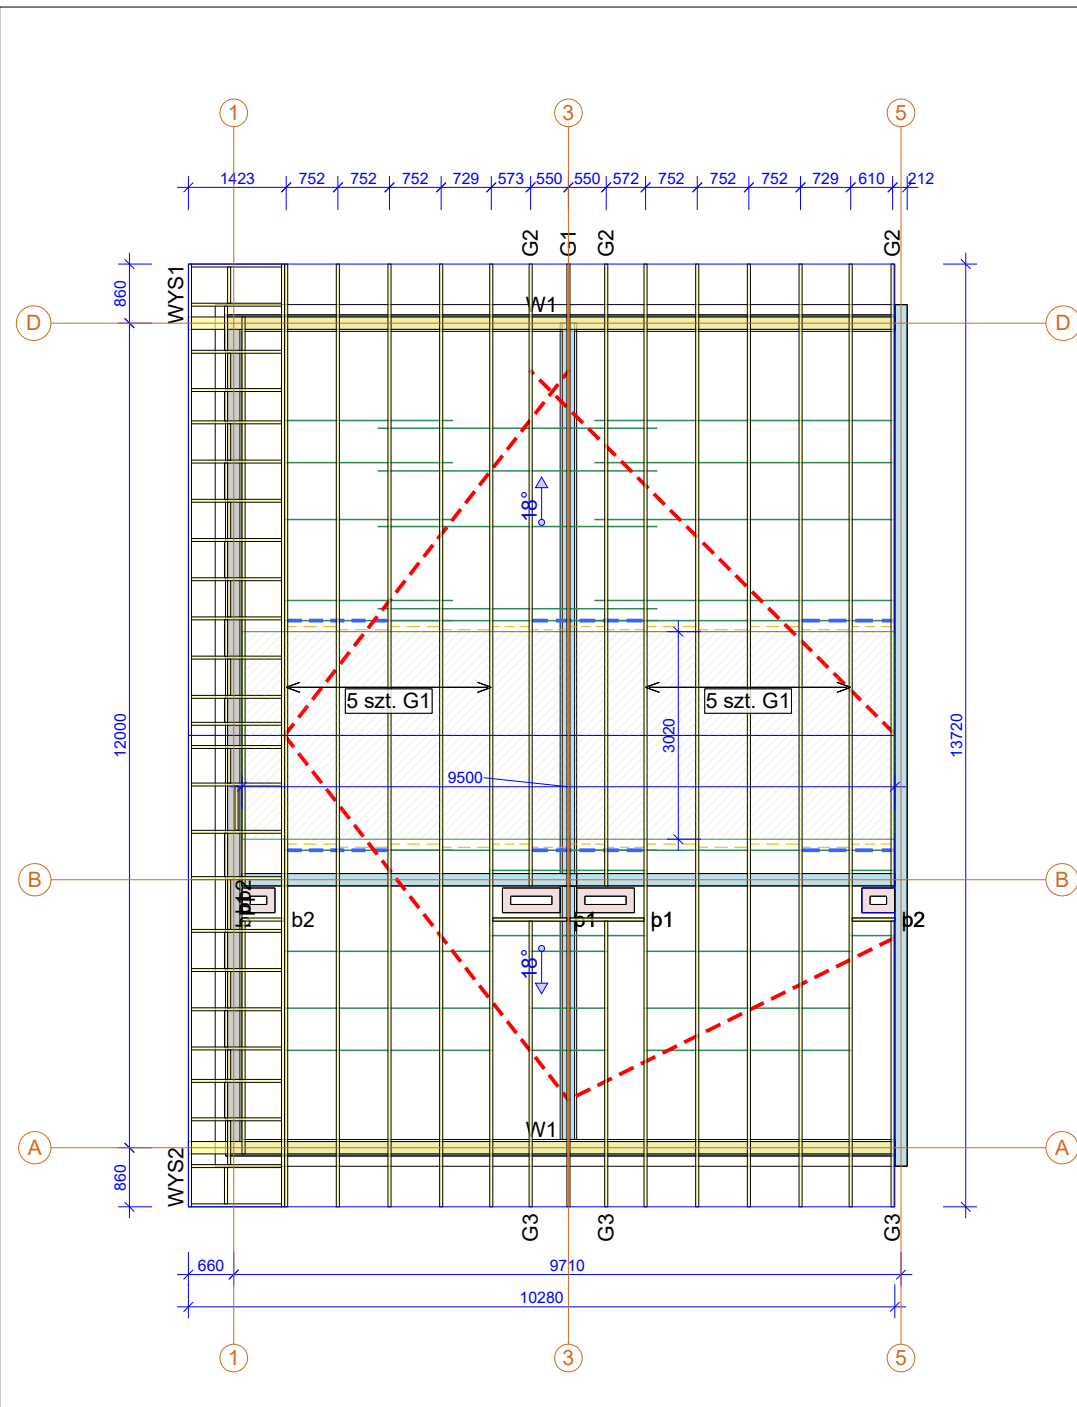 1 3 5
1423 752 752 752 729 573 550 550 572 752 752 752 729 610 212
G2 G1 G2 G2
860 WYS1 W1
D D
18°
5 szt. G1 5 szt. G1
12000 3020 13720
9500
B B
b2 p1 b1 b2
18°
W1
A A
860 WYS2
G3 G3 G3
660 9710
10280
1 3 5